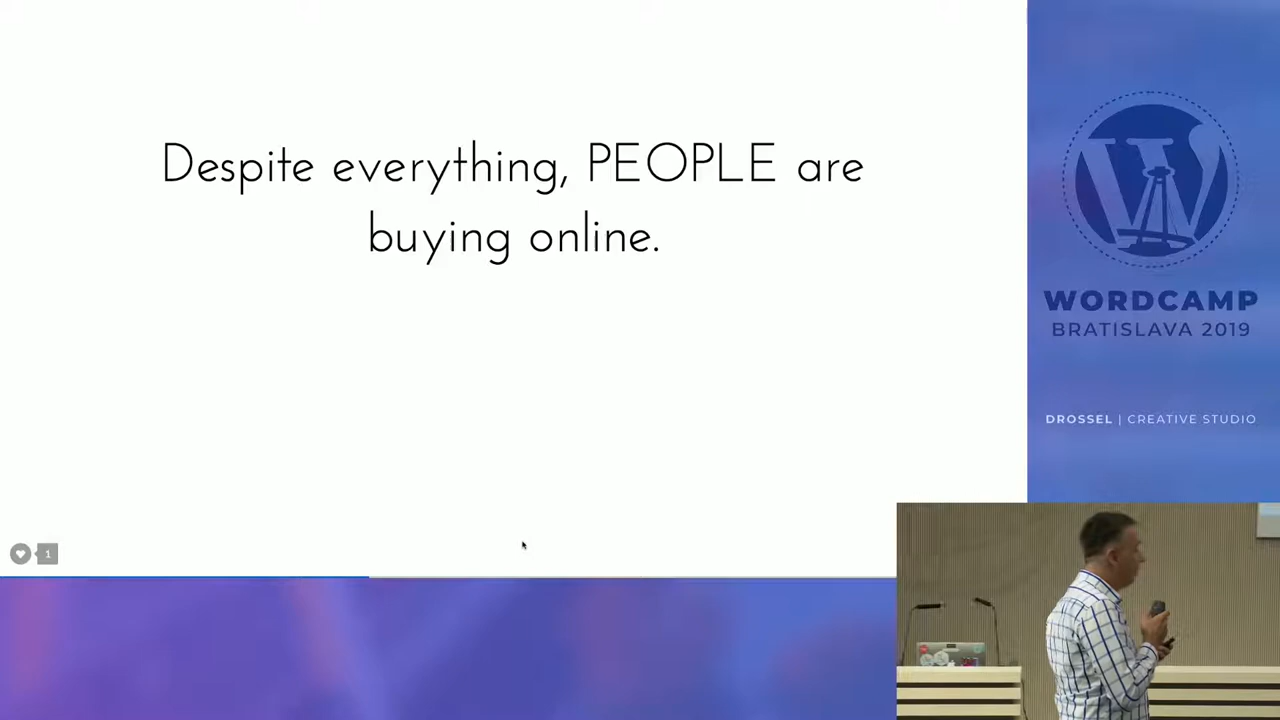 Despite everything, PEOPLE are
buying online.
1
WORDCAMP
BRATISLAVA 2019
DROSSEL | CREATIVE STUDIO